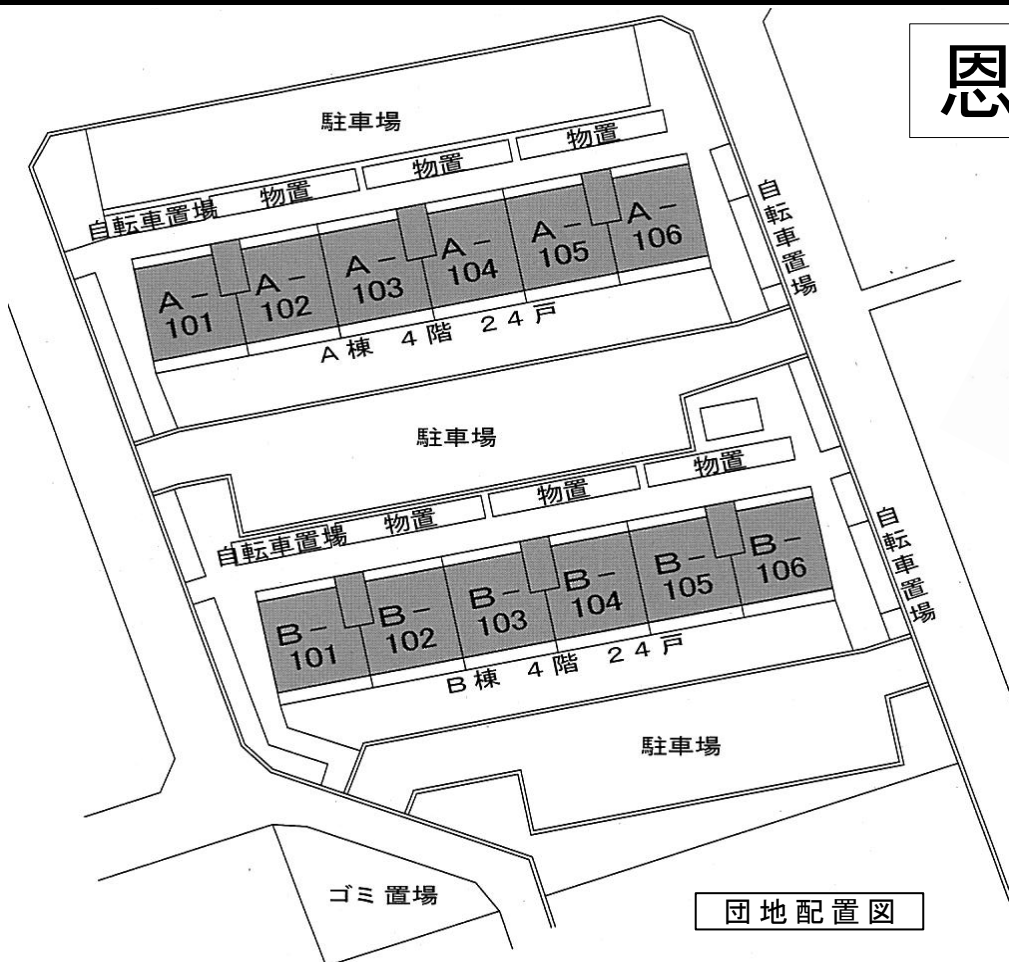 恩
駐車場
自転車置場
物置
物置
物置
自転車置場
A-101
A-102
A-103
A-104
A-105
A-106
A棟 4階 24戸
駐車場
自転車置場
物置
物置
物置
自転車置場
B-101
B-102
B-103
B-104
B-105
B-106
B棟 4階 24戸
駐車場
ゴミ置場
団地配置図